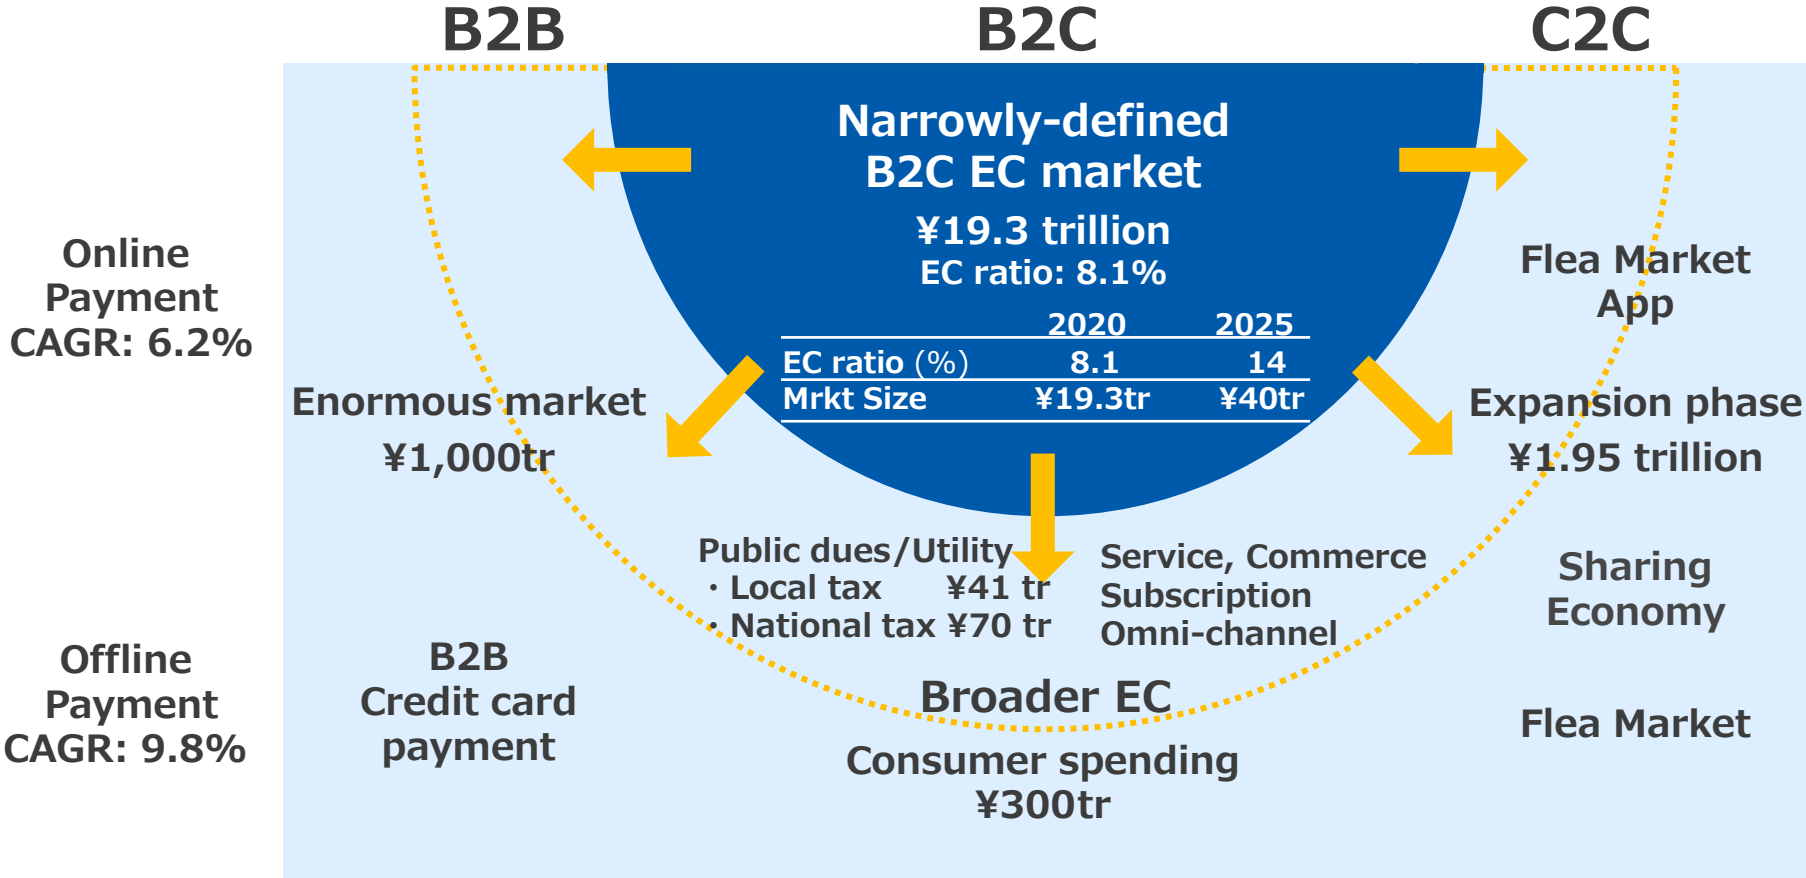 B2B
B2C
C2C
Narrowly-defined
B2C EC market
¥19.3 trillion
EC ratio: 8.1%
2020 2025
EC ratio (%) 8.1 14
Mrkt Size ¥19.3tr ¥40tr
Online
Payment
CAGR: 6.2%
Enormous market
¥1,000tr
Flea Market
App
Expansion phase
¥1.95 trillion
Public dues/Utility
・Local tax ¥41 tr
・National tax ¥70 tr
Service, Commerce
Subscription
Omni-channel
Sharing
Economy
Offline
Payment
CAGR: 9.8%
B2B
Credit card
payment
Broader EC
Consumer spending
¥300tr
Flea Market